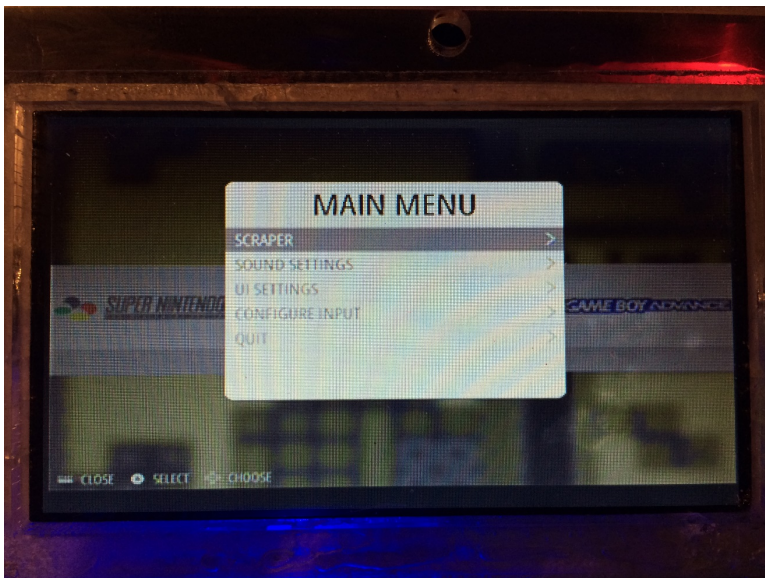 MAIN MENU
SCRAPER >
SOUND SETTINGS >
UI SETTINGS >
CONFIGURE INPUT >
QUIT >
SUPER NINTENDO
GAME BOY ADVANCE
CLOSE SELECT CHOOSE